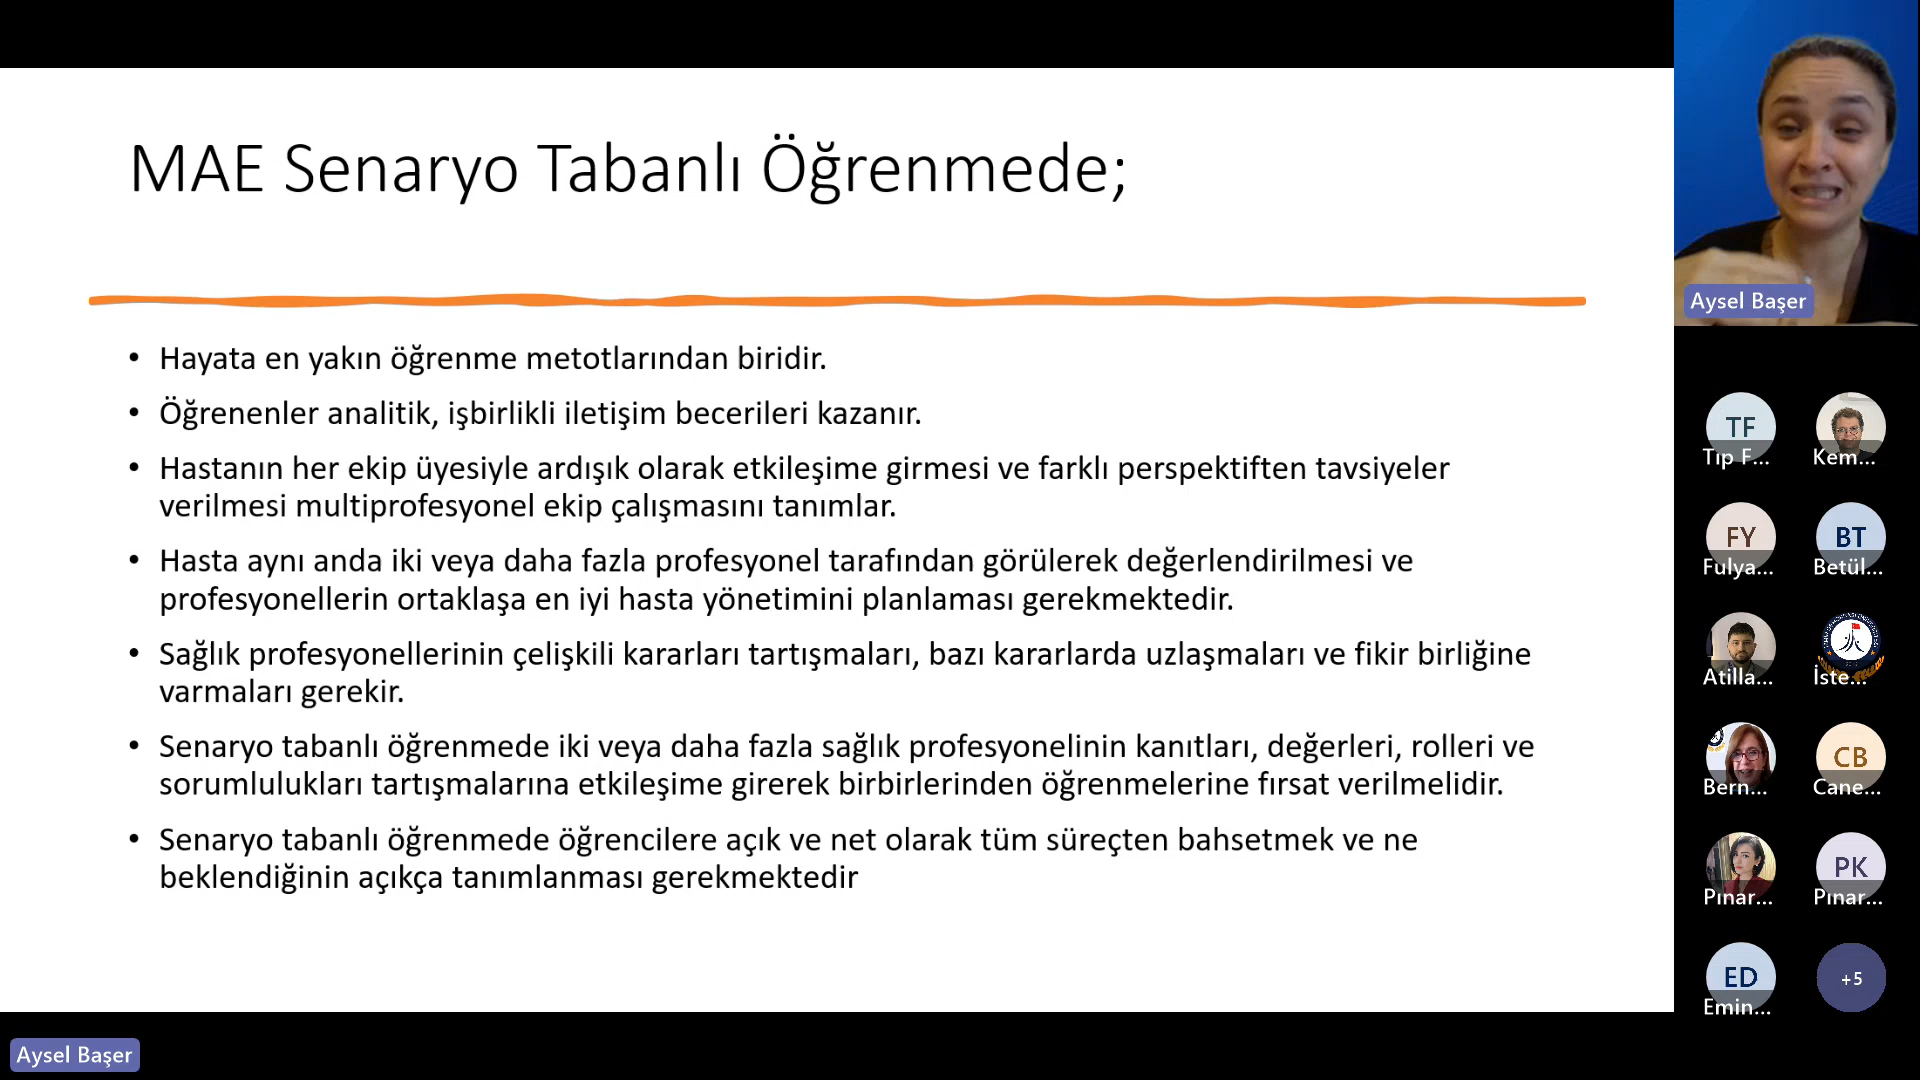 MAE Senaryo Tabanlı Öğrenmede;
• Hayata en yakın öğrenme metotlarından biridir.
• Öğrenenler analitik, işbirlikli iletişim becerileri kazanır.
• Hastanın her ekip üyesiyle ardışık olarak etkileşime girmesi ve farklı perspektiften tavsiyeler
verilmesi multiprofesyonel ekip çalışmasını tanımlar.
• Hasta aynı anda iki veya daha fazla profesyonel tarafından görülerek değerlendirilmesi ve
profesyonellerin ortaklaşa en iyi hasta yönetimini planlaması gerekmektedir.
• Sağlık profesyonellerinin çelişkili kararları tartışmaları, bazı kararlarda uzlaşmaları ve fikir birliğine
varmaları gerekir.
• Senaryo tabanlı öğrenmede iki veya daha fazla sağlık profesyonelinin kanıtları, değerleri, rolleri ve
sorumlulukları tartışmalarına etkileşime girerek birbirlerinden öğrenmelerine fırsat verilmelidir.
• Senaryo tabanlı öğrenmede öğrencilere açık ve net olarak tüm süreçten bahsetmek ve ne
beklendiğinin açıkça tanımlanması gerekmektedir
Aysel Başer
TF
Tıp F...
Kem...
FY
Fulya...
BT
Betül...
Atilla...
İste...
Bern...
CB
Cane...
Pınar...
PK
Pınar...
ED
Emin...
+5
Aysel Başer